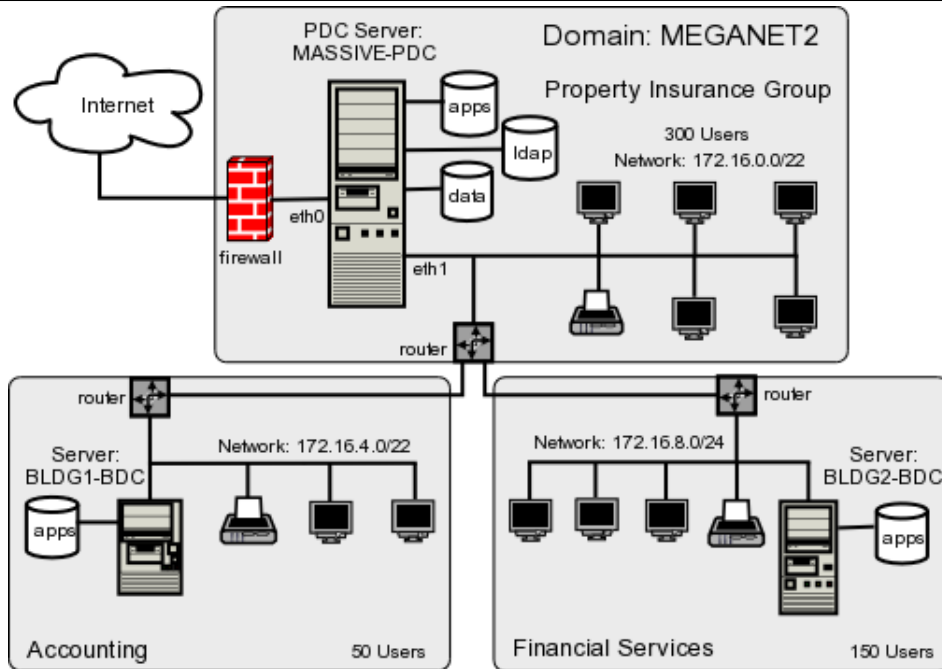 PDC Server:
MASSIVE-PDC
Domain: MEGANET2
Property Insurance Group
Internet
apps
ldap
data
300 Users
Network: 172.16.0.0/22
eth0
firewall
eth1
router
router
Network: 172.16.4.0/22
Server:
BLDG1-BDC
apps
Accounting
50 Users
router
Network: 172.16.8.0/24
Server:
BLDG2-BDC
apps
Financial Services
150 Users